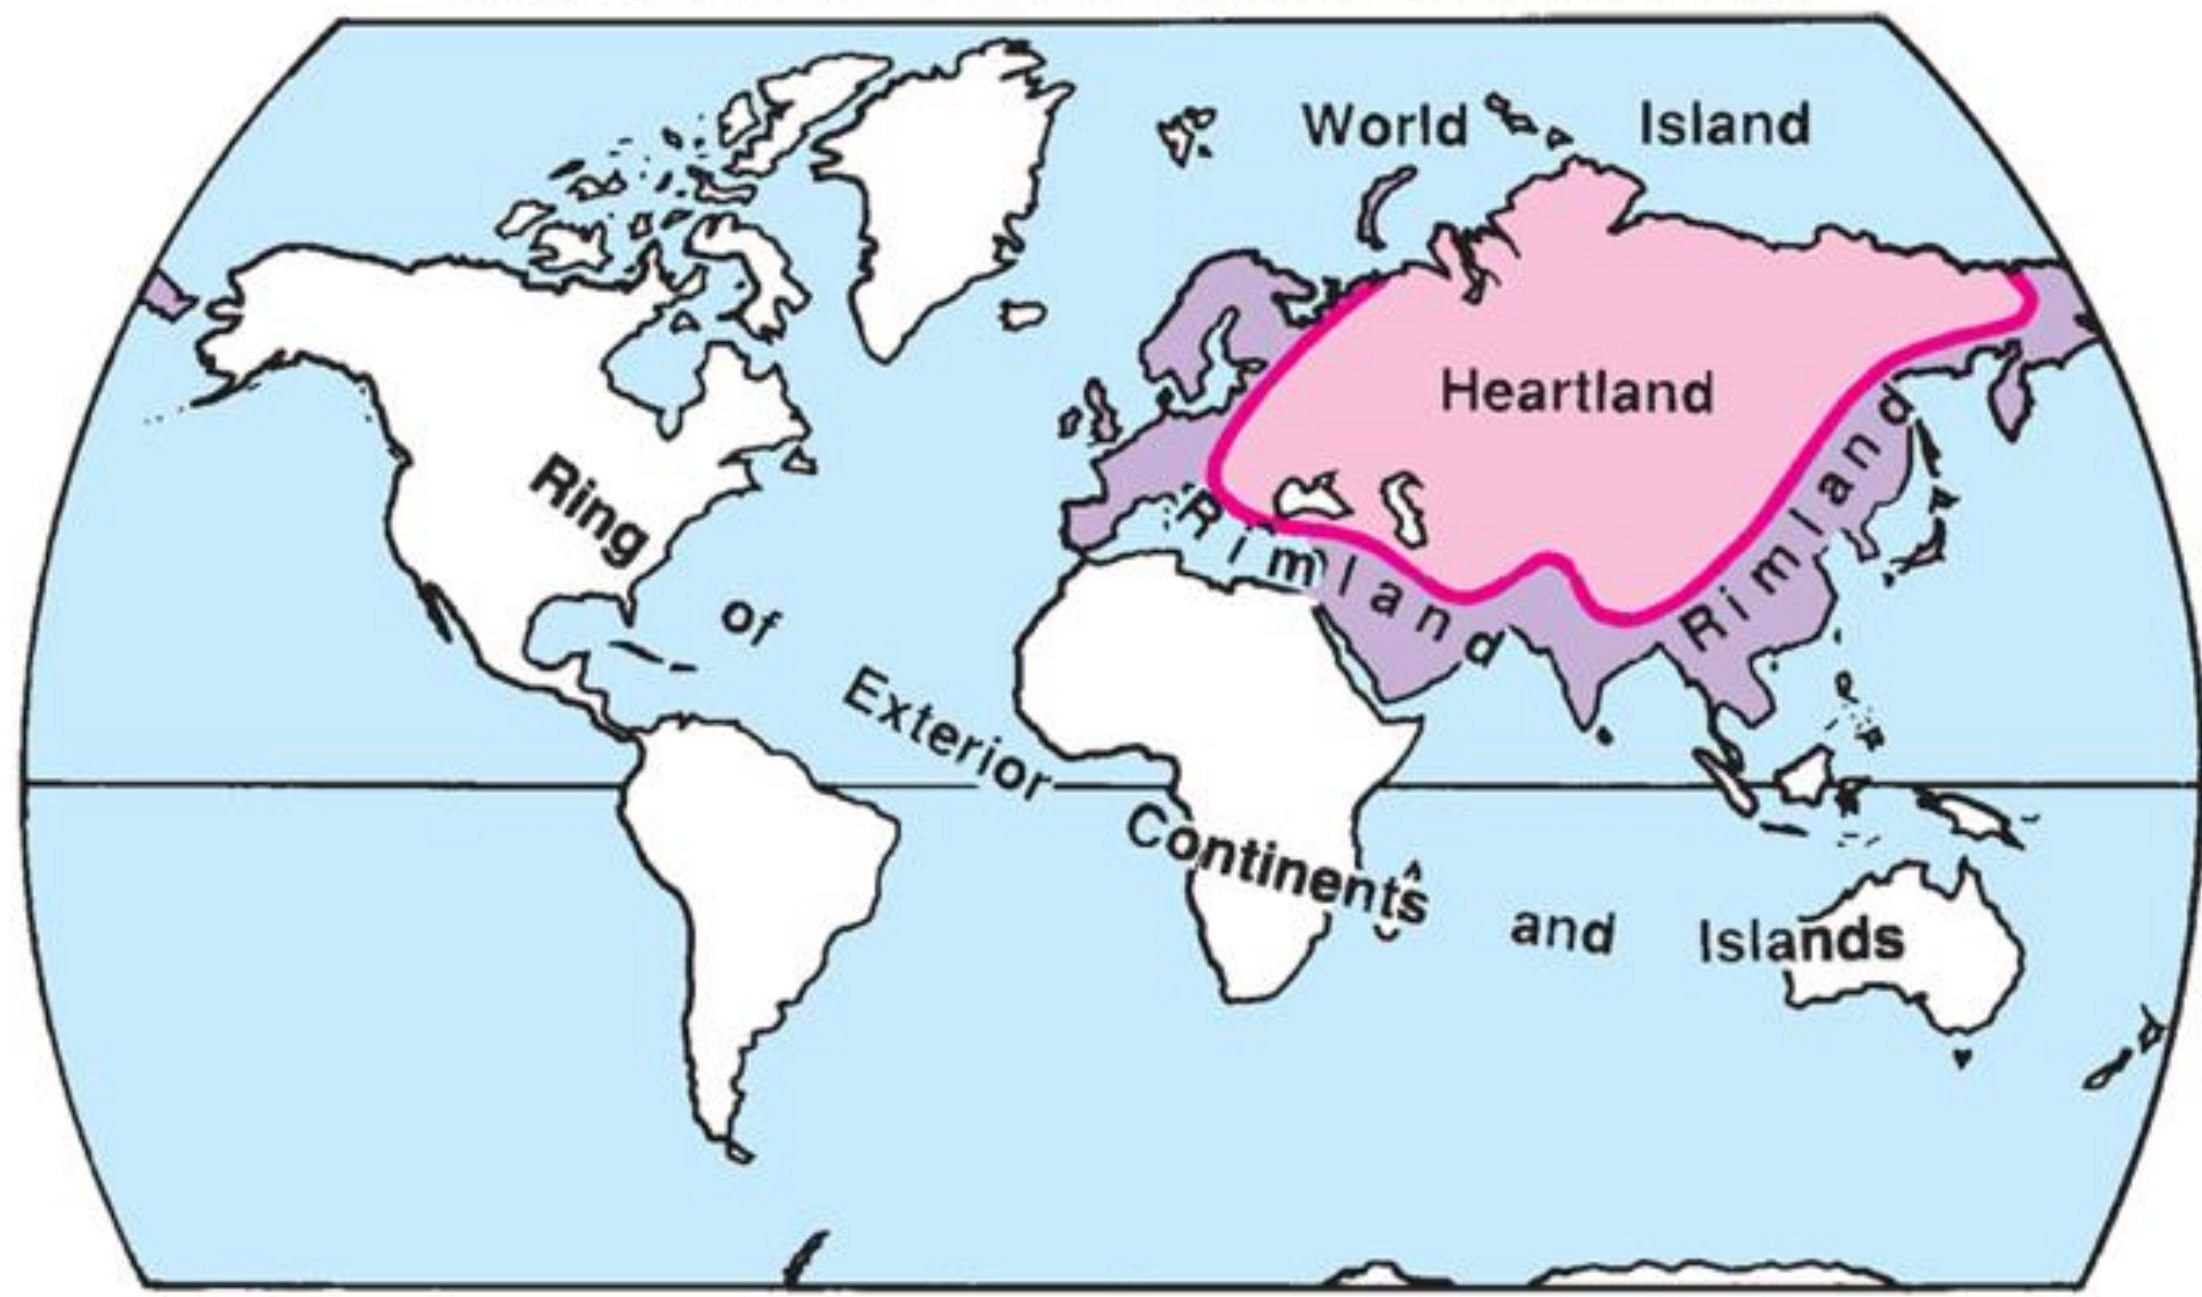 World Island
Heartland
Rimland
Rimland
Ring of Exterior Continents and Islands